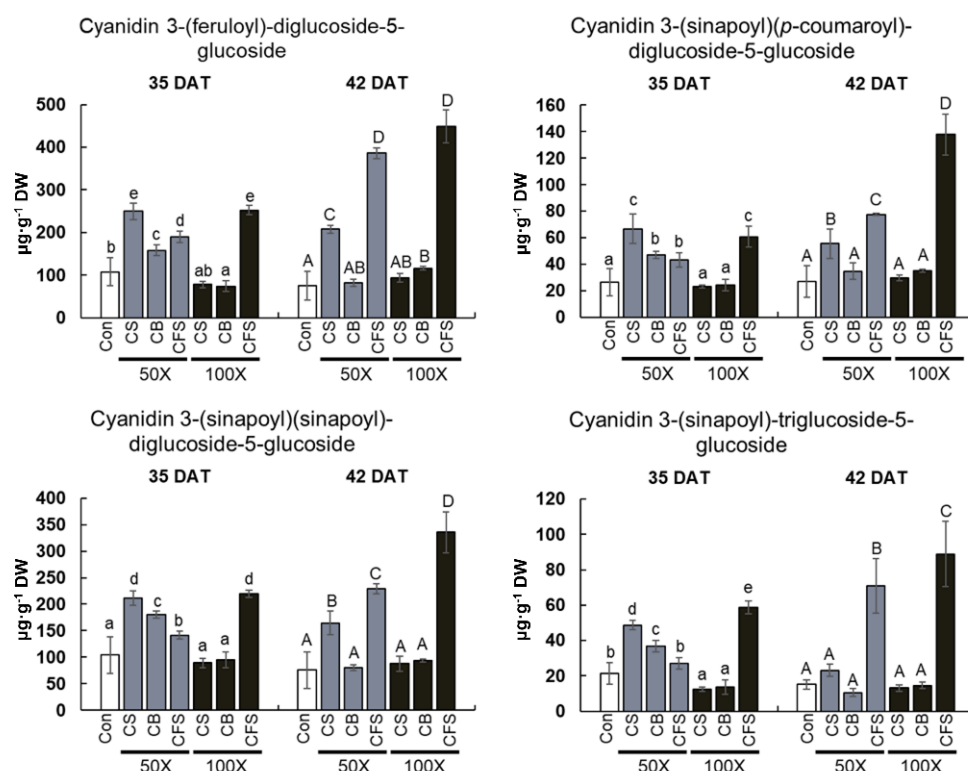 Cyanidin 3-(feruloyl)-diglucoside-5-
glucoside
35 DAT 42 DAT
µg·g⁻¹ DW
500
400
300
200
100
0
b e c d ab a e
A C AB D AB B D
Con CS CB CFS CS CB CFS Con CS CB CFS CS CB CFS
50X 100X 50X 100X
Cyanidin 3-(sinapoyl)(p-coumaroyl)-
diglucoside-5-glucoside
35 DAT 42 DAT
µg·g⁻¹ DW
160
140
120
100
80
60
40
20
0
a c b b a a c
A B A C A A D
Con CS CB CFS CS CB CFS Con CS CB CFS CS CB CFS
50X 100X 50X 100X
Cyanidin 3-(sinapoyl)(sinapoyl)-
diglucoside-5-glucoside
35 DAT 42 DAT
µg·g⁻¹ DW
400
350
300
250
200
150
100
50
0
a d c b a a d
A B A C A A D
Con CS CB CFS CS CB CFS Con CS CB CFS CS CB CFS
50X 100X 50X 100X
Cyanidin 3-(sinapoyl)-triglucoside-5-
glucoside
35 DAT 42 DAT
µg·g⁻¹ DW
120
100
80
60
40
20
0
b d c b a a e
A A A B A A C
Con CS CB CFS CS CB CFS Con CS CB CFS CS CB CFS
50X 100X 50X 100X